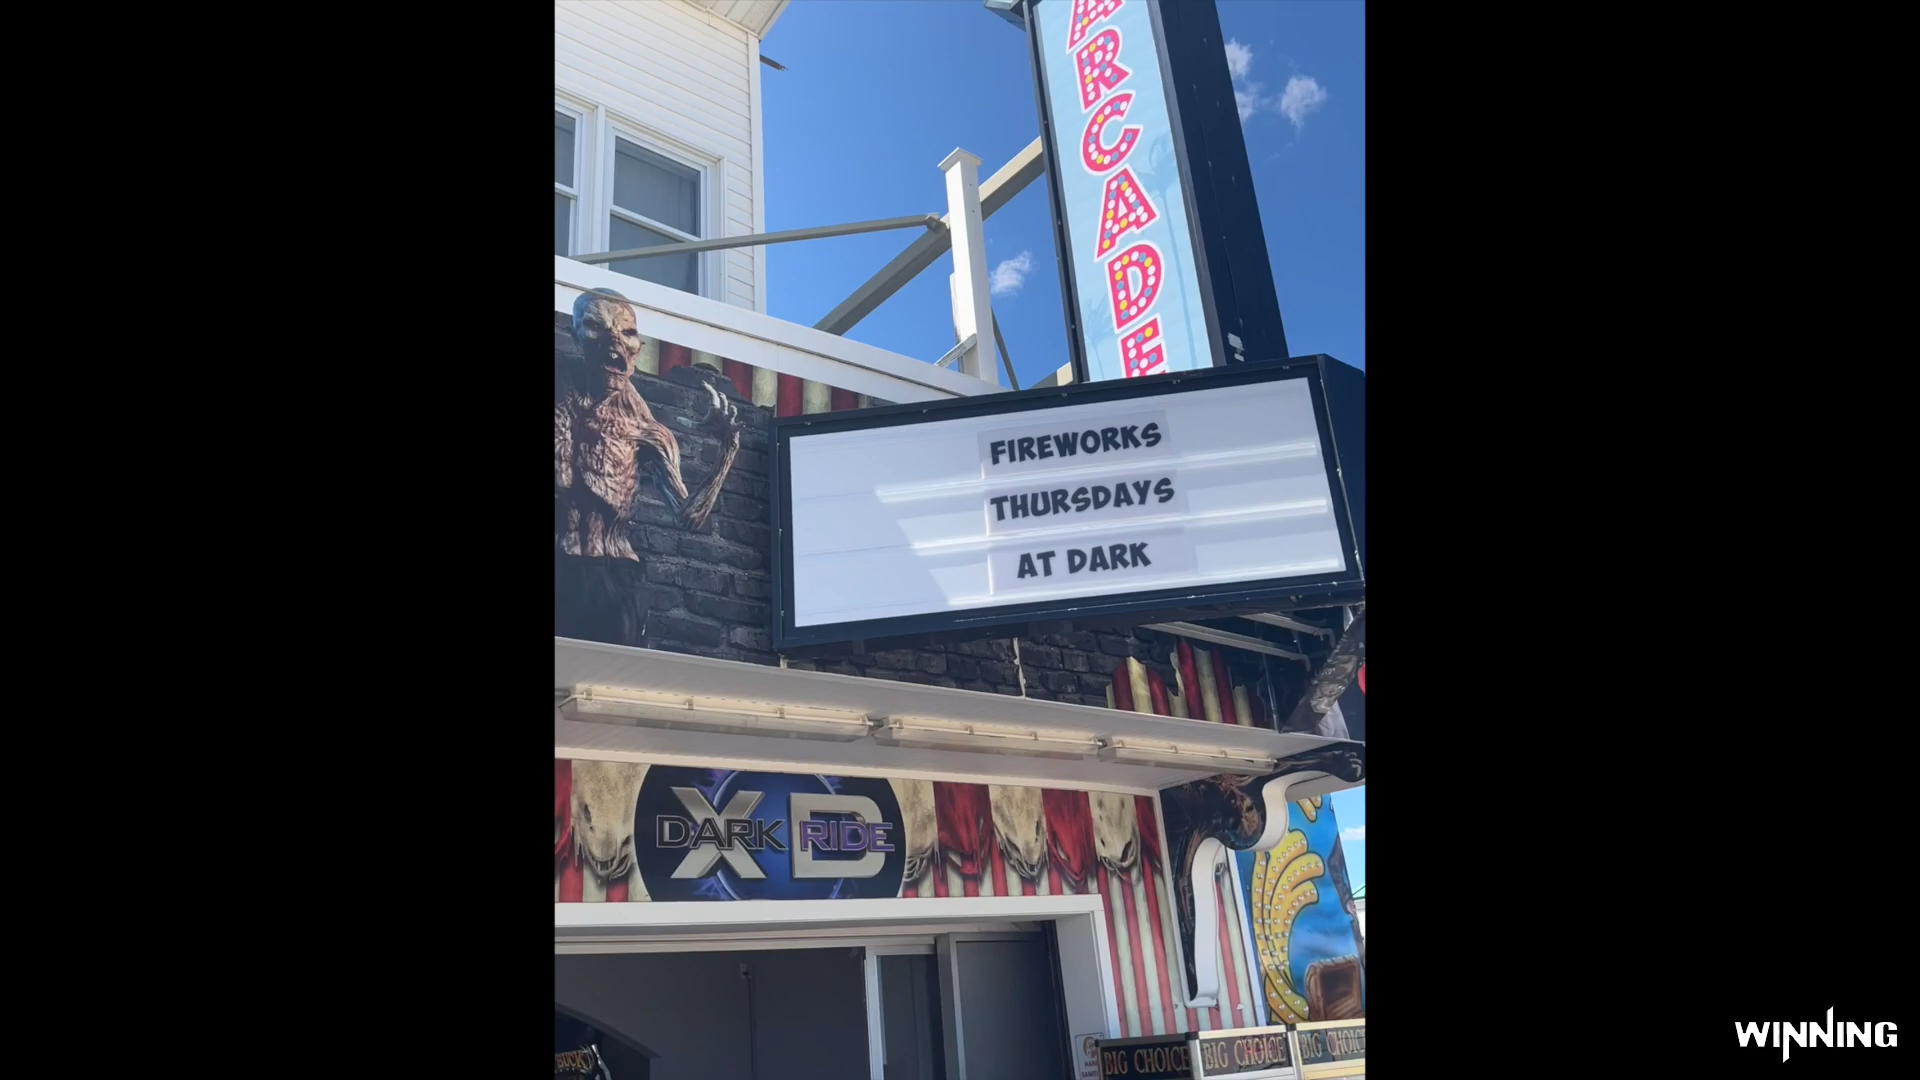 ARCADE
FIREWORKS
THURSDAYS
AT DARK
XD
DARK RIDE
BIG CHOICE
BIG CHOICE
BIG CHOICE
WINNING